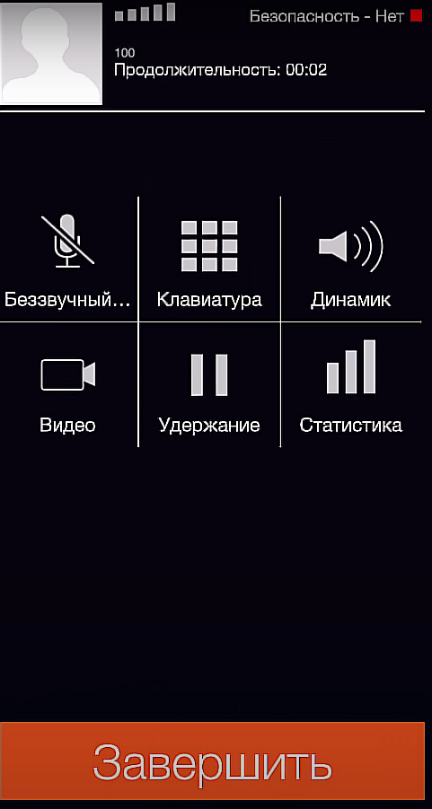 Безопасность - Нет
100
Продолжительность: 00:02
Беззвучный...
Клавиатура
Динамик
Видео
Удержание
Статистика
Завершить